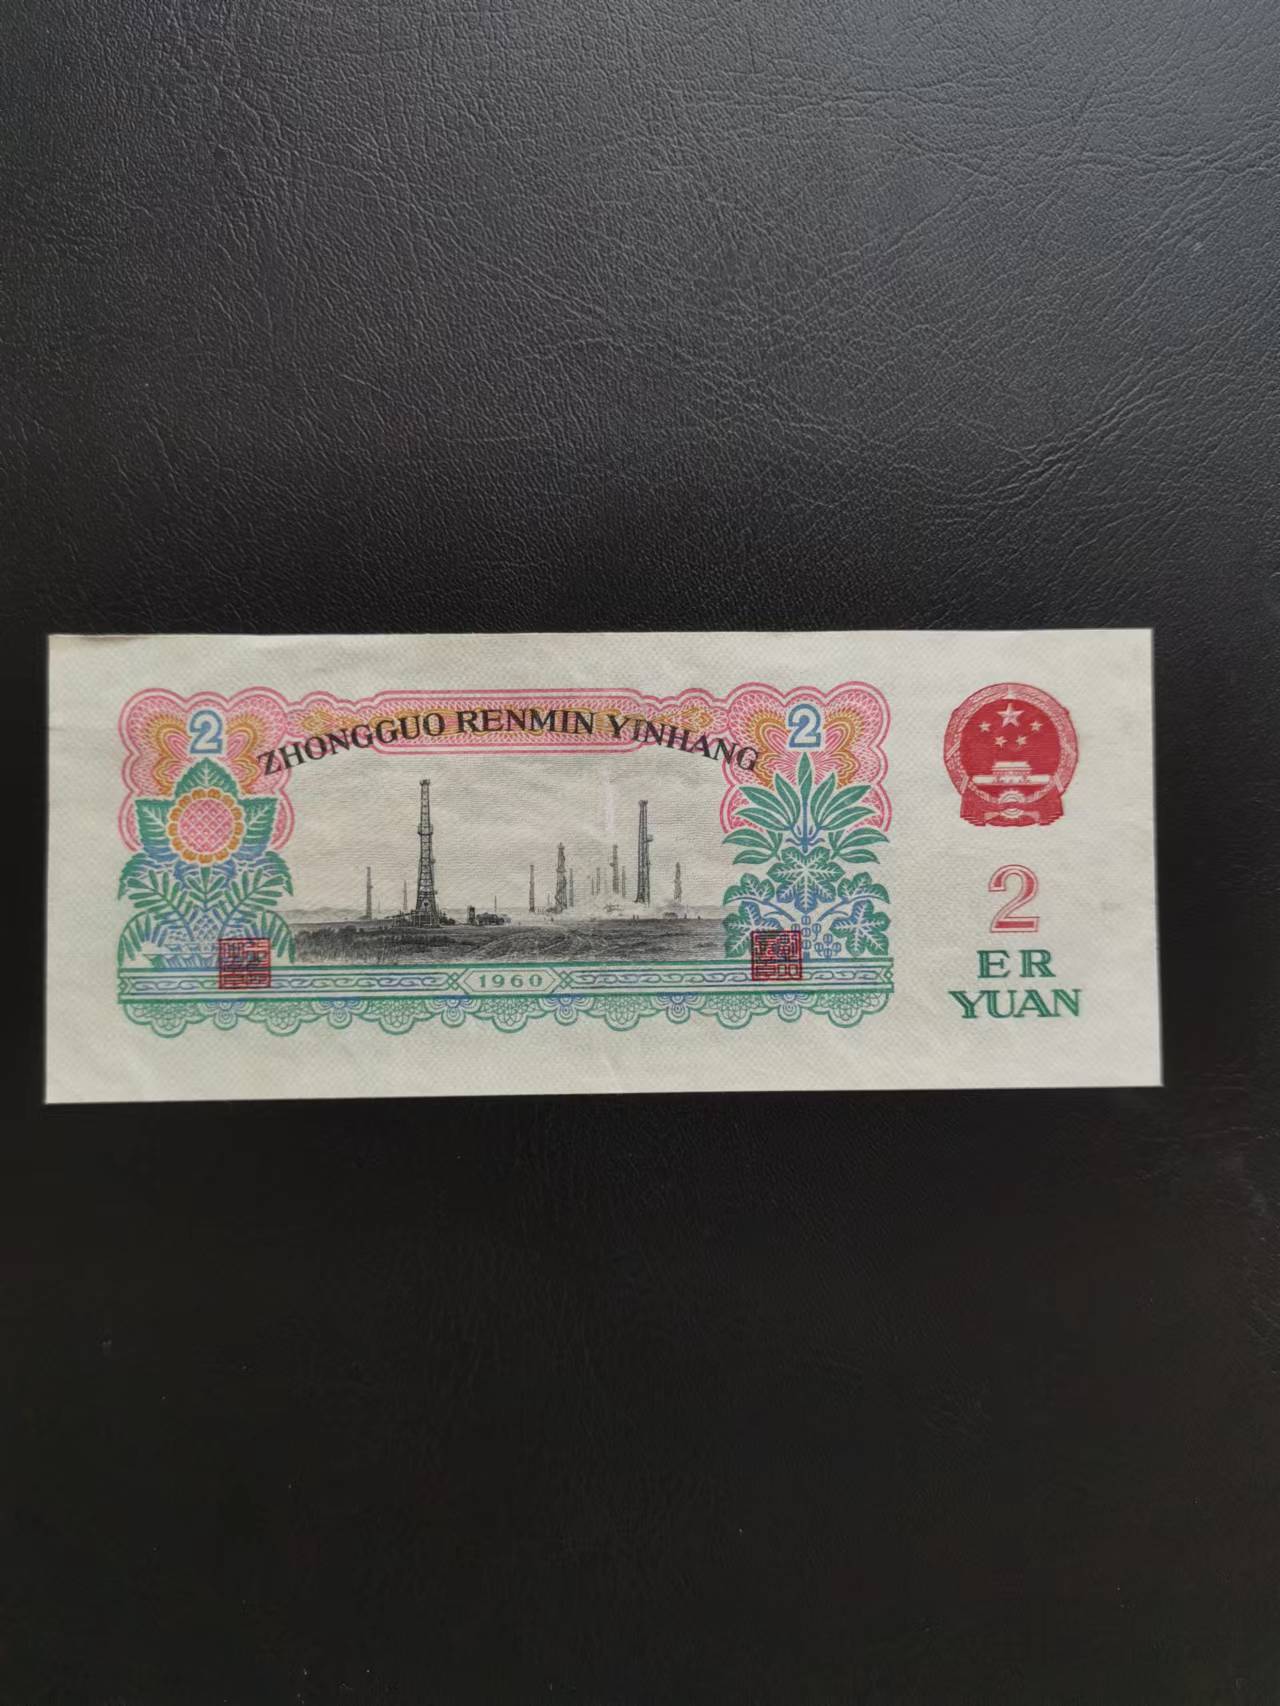 2
ZHONGGUO RENMIN YINHANG
2
1960
2
ER
YUAN